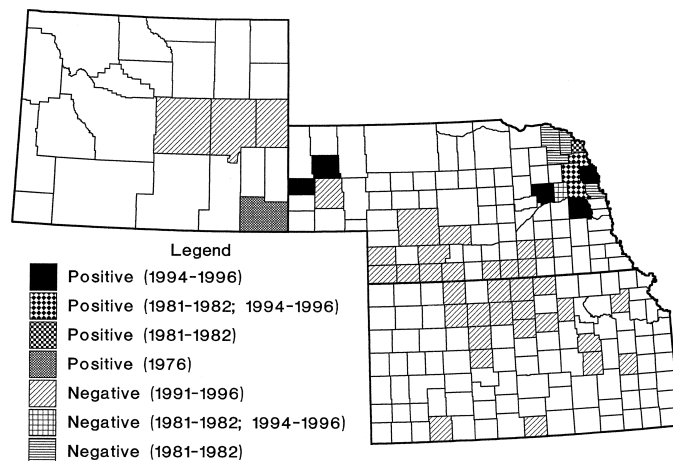 Legend
Positive (1994-1996)
Positive (1981-1982; 1994-1996)
Positive (1981-1982)
Positive (1976)
Negative (1991-1996)
Negative (1981-1982; 1994-1996)
Negative (1981-1982)